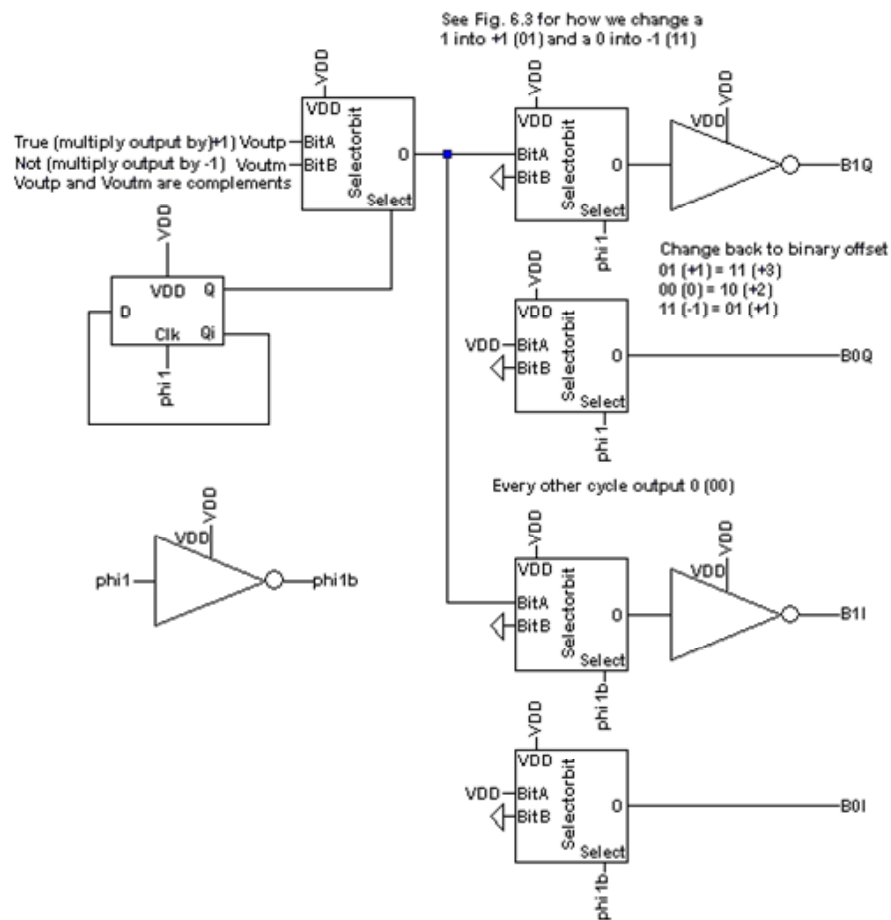 See Fig. 6.3 for how we change a
1 into +1 (01) and a 0 into -1 (11)
VDD
VDD
VDD
VDD
VDD
VDD
True (multiply output by)+1) Voutp
BitA
Not (multiply output by -1) Voutm
BitB
Voutp and Voutm are complements
Selectorbit
O
Select
BitA
BitB
Selectorbit
O
Select
phi1
B1Q
VDD
VDD
D
Q
Clk
Qi
phi1
Change back to binary offset
01 (+1) = 11 (+3)
00 (0) = 10 (+2)
11 (-1) = 01 (+1)
VDD
VDD
VDD
BitA
BitB
Selectorbit
O
Select
phi1
B0Q
Every other cycle output 0 (00)
VDD
VDD
phi1
phi1b
VDD
VDD
BitA
BitB
Selectorbit
O
Select
phi1b
VDD
VDD
B1I
VDD
VDD
VDD
BitA
BitB
Selectorbit
O
Select
phi1b
B0I